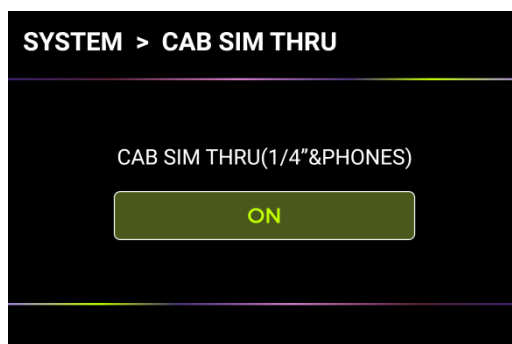 SYSTEM > CAB SIM THRU
CAB SIM THRU(1/4”&PHONES)
ON